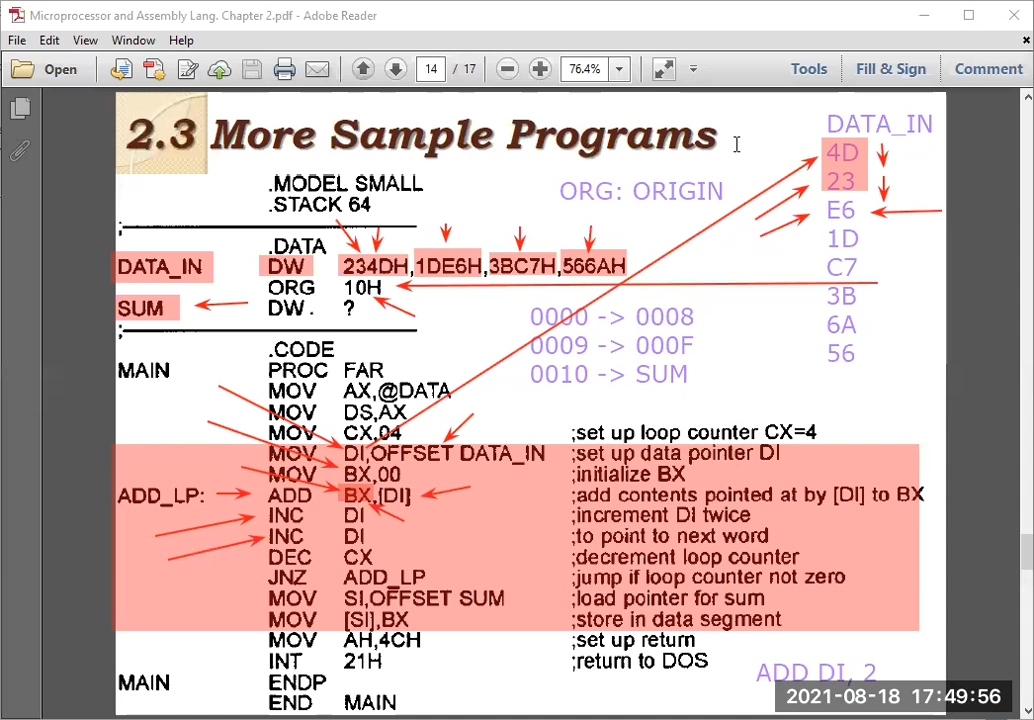 Microprocessor and Assembly Lang. Chapter 2.pdf - Adobe Reader
File Edit View Window Help
Open 14 / 17 76.4% Tools Fill & Sign Comment
2.3 More Sample Programs
DATA_IN
4D
23
E6
1D
C7
3B
6A
56
ORG: ORIGIN
.MODEL SMALL
.STACK 64
;
.DATA
DATA_IN DW 234DH,1DE6H,3BC7H,566AH
ORG 10H
SUM DW . ?
;
0000 -> 0008
0009 -> 000F
0010 -> SUM
.CODE
MAIN PROC FAR
MOV AX,@DATA
MOV DS,AX
MOV CX,04 ;set up loop counter CX=4
MOV DI,OFFSET DATA_IN ;set up data pointer DI
MOV BX,00 ;initialize BX
ADD_LP: ADD BX,[DI] ;add contents pointed at by [DI] to BX
INC DI ;increment DI twice
INC DI ;to point to next word
DEC CX ;decrement loop counter
JNZ ADD_LP ;jump if loop counter not zero
MOV SI,OFFSET SUM ;load pointer for sum
MOV [SI],BX ;store in data segment
MOV AH,4CH ;set up return
INT 21H ;return to DOS
MAIN ENDP
END MAIN
ADD DI, 2
2021-08-18 17:49:56